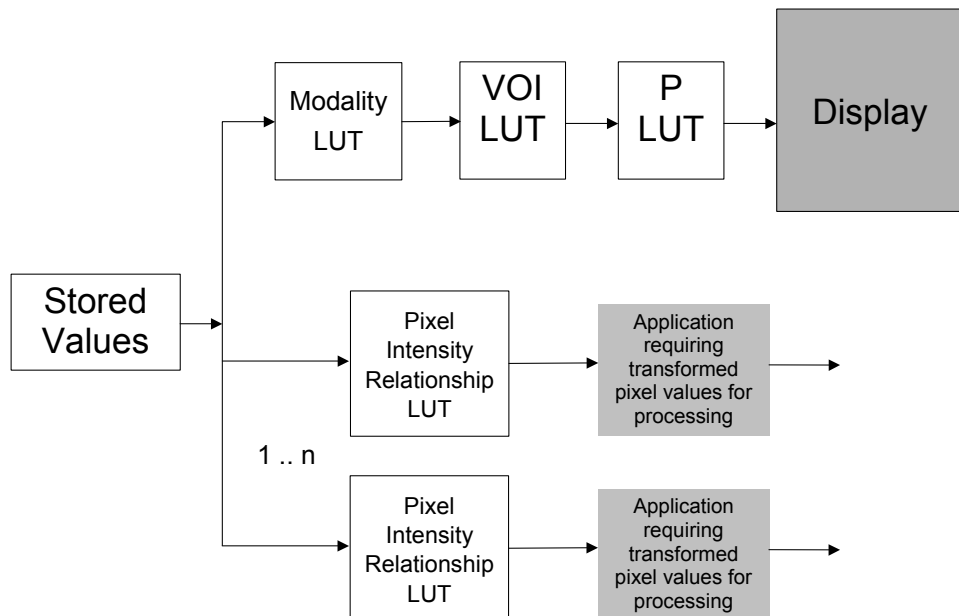 Modality
LUT
VOI
LUT
P
LUT
Display
Stored
Values
Pixel
Intensity
Relationship
LUT
Application
requiring
transformed
pixel values for
processing
1 .. n
Pixel
Intensity
Relationship
LUT
Application
requiring
transformed
pixel values for
processing